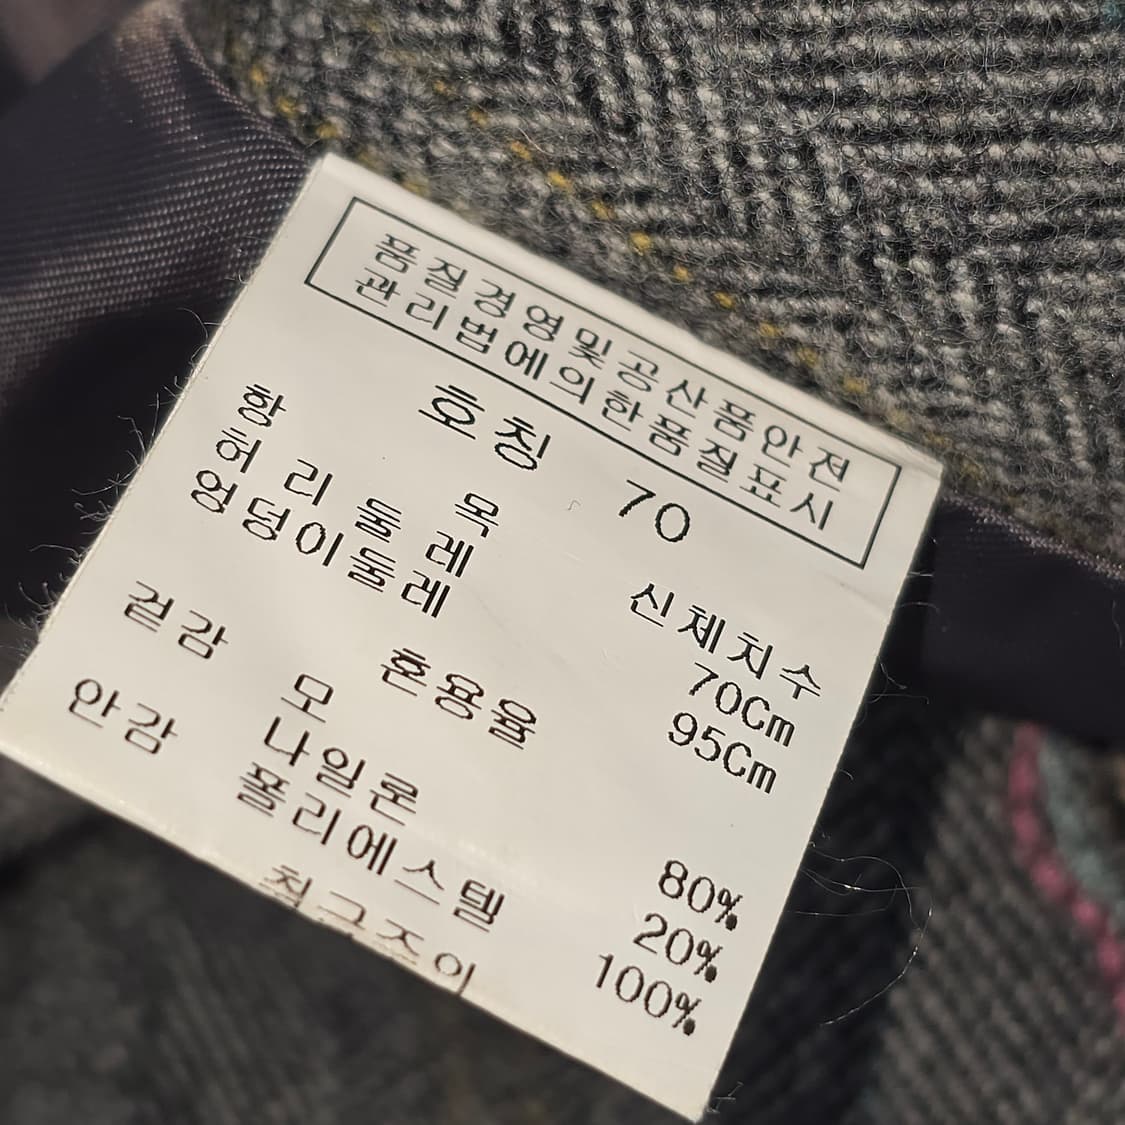 품질경영및공산품안전
관리법에의한품질표시
호칭 70
항 목 신체치수
허리둘레 70Cm
엉덩이둘레 95Cm
혼용율
겉감 모 80%
나일론 20%
안감 폴리에스텔 100%